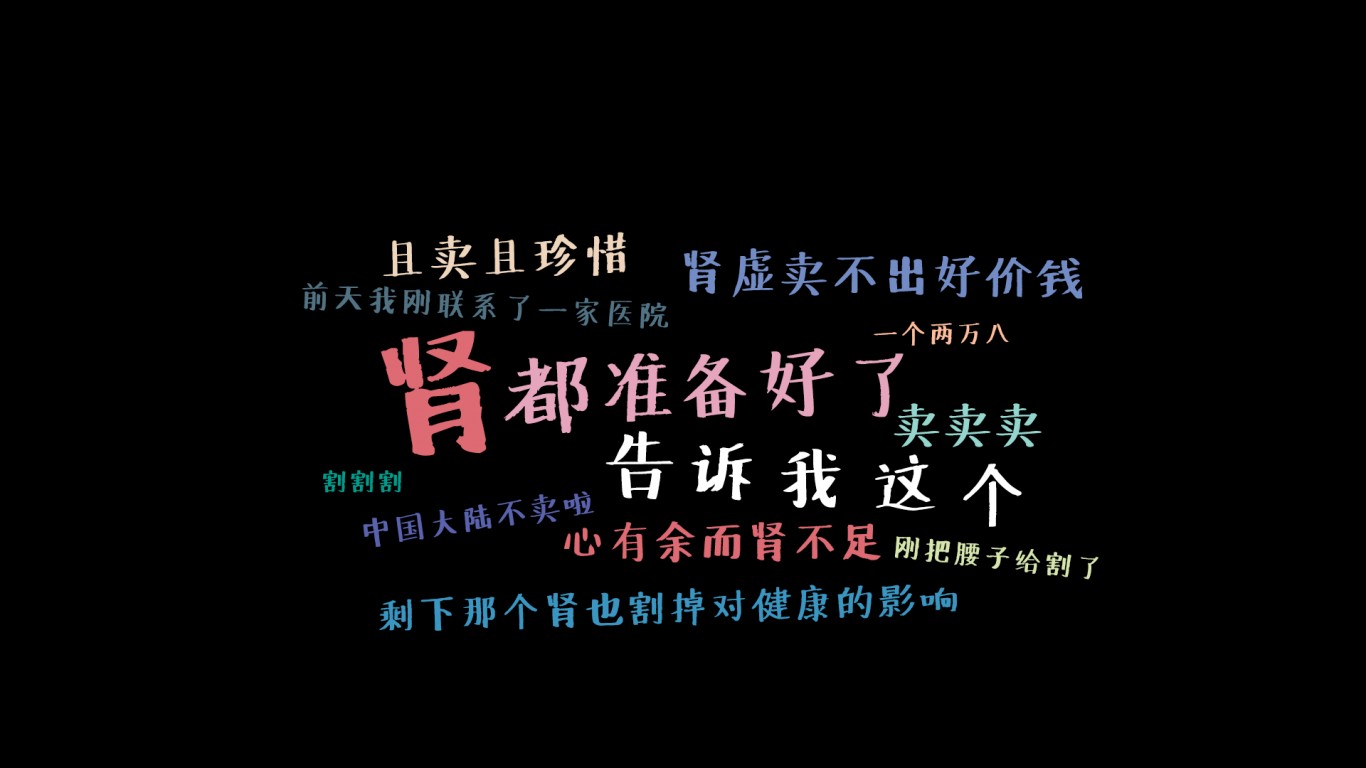 且卖且珍惜
肾虚卖不出好价钱
前天我刚联系了一家医院
一个两万八
肾都准备好了
卖卖卖
告诉我这个
割割割
中国大陆不卖啦
心有余而肾不足
刚把腰子给割了
剩下那个肾也割掉对健康的影响